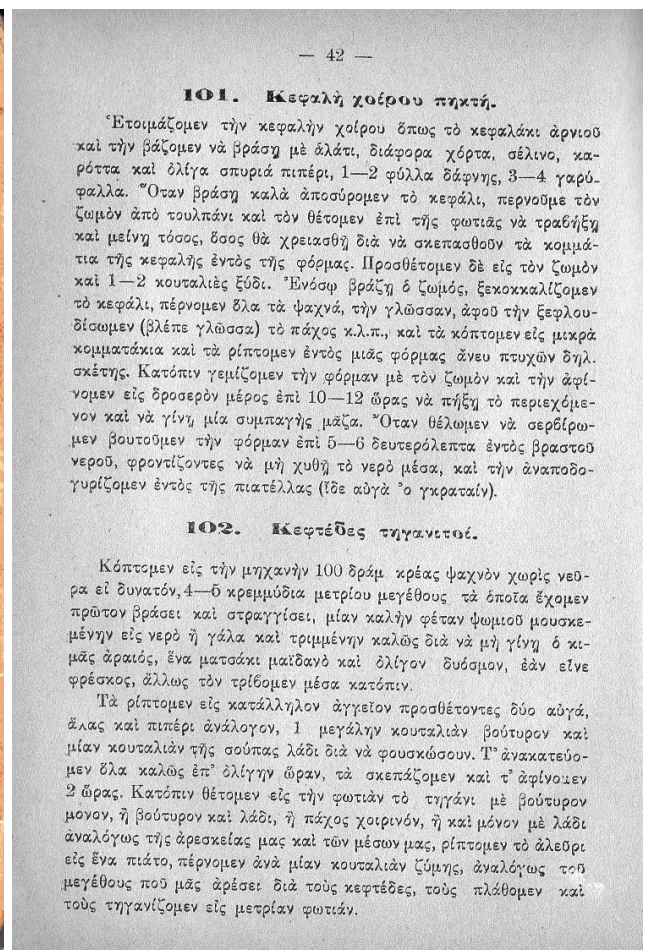 — 42 —
101. Κεφαλὴ χοίρου πηκτή.
Ἑτοιμάζομεν τὴν κεφαλὴν χοίρου ὅπως τὸ κεφαλάκι ἀρνιοῦ
καὶ τὴν βάζομεν νὰ βράσῃ μὲ ἁλάτι, διάφορα χόρτα, σέλινο, κα-
ρόττα καὶ ὀλίγα σπυριά πιπέρι, 1—2 φύλλα δάφνης, 3—4 γαρύ-
φαλλα. Ὅταν βράσῃ καλὰ ἀποσύρομεν τὸ κεφάλι, περνοῦμε τὸν
ζωμὸν ἀπὸ τουλπάνι καὶ τὸν θέτομεν ἐπὶ τῆς φωτιᾶς νὰ τραβήξῃ
καὶ μείνῃ τόσος, ὅσος θὰ χρειασθῇ διὰ νὰ σκεπασθοῦν τὰ κομμά-
τια τῆς κεφαλῆς ἐντὸς τῆς φόρμας. Προσθέτομεν δὲ εἰς τὸν ζωμὸν
καὶ 1—2 κουταλιὲς ξύδι. Ἐνόσῳ βράζῃ ὁ ζωμός, ξεκοκκαλίζομεν
τὸ κεφάλι, πέρνομεν ὅλα τὰ ψαχνά, τὴν γλῶσσαν, ἀφοῦ τὴν ξεφλου-
δίσωμεν (βλέπε γλῶσσα) τὸ πάχος κ.λ.π., καὶ τὰ κόπτομεν εἰς μικρὰ
κομματάκια καὶ τὰ ρίπτομεν ἐντὸς μιᾶς φόρμας ἄνευ πτυχῶν δηλ.
σκέτης. Κατόπιν γεμίζομεν τὴν φόρμαν μὲ τὸν ζωμὸν καὶ τὴν ἀφί-
νομεν εἰς δροσερὸν μέρος ἐπὶ 10—12 ὥρας νὰ πήξῃ τὸ περιεχόμε-
νον καὶ νὰ γίνῃ μία συμπαγὴς μᾶζα. Ὅταν θέλωμεν νὰ σερβίρω-
μεν βουτοῦμεν τὴν φόρμαν ἐπὶ 5—6 δευτερόλεπτα ἐντὸς βραστοῦ
νεροῦ, φροντίζοντες νὰ μὴ χυθῇ τὸ νερὸ μέσα, καὶ τὴν ἀναποδο-
γυρίζομεν ἐντὸς τῆς πιατέλλας (ἴδε αὐγὰ ᾽ο γκραταίν).
102. Κεφτέδες τηγανιτοί.
Κόπτομεν εἰς τὴν μηχανὴν 100 δράμ κρέας ψαχνὸν χωρὶς νεῦ-
ρα εἰ δυνατόν, 4—5 κρεμμύδια μετρίου μεγέθους τὰ ὁποῖα ἔχομεν
πρῶτον βράσει καὶ στραγγίσει, μίαν καλὴν φέταν ψωμιοῦ μουσκε-
μένην εἰς νερὸ ἢ γάλα καὶ τριμμένην καλῶς διὰ νὰ μὴ γίνῃ ὁ κι-
μᾶς ἀραιός, ἕνα ματσάκι μαϊδανὸ καὶ ὀλίγον δυόσμον, ἐὰν εἶνε
φρέσκος, ἄλλως τὸν τρίβομεν μέσα κατόπιν.
Τὰ ρίπτομεν εἰς κατάλληλον ἀγγεῖον προσθέτοντες δύο αὐγά,
ἅλας καὶ πιπέρι ἀνάλογον, 1 μεγάλην κουταλιὰν βούτυρον καὶ
μίαν κουταλιὰν τῆς σούπας λάδι διὰ νὰ φουσκώσουν. Τ᾽ ἀνακατεύο-
μεν ὅλα καλῶς ἐπ᾽ ὀλίγην ὥραν, τὰ σκεπάζομεν καὶ τ᾽ ἀφίνομεν
2 ὥρας. Κατόπιν θέτομεν εἰς τὴν φωτιὰν τὸ τηγάνι μὲ βούτυρον
μονον, ἢ βούτυρον καὶ λάδι, ἢ πάχος χοιρινόν, ἢ καὶ μόνον μὲ λάδι
ἀναλόγως τῆς ἀρεσκείας μας καὶ τῶν μέσων μας, ρίπτομεν τὸ ἀλεῦρι
εἰς ἕνα πιάτο, πέρνομεν ἀνὰ μίαν κουταλιὰν ζύμης, ἀναλόγως τοῦ
μεγέθους ποῦ μᾶς ἀρέσει διὰ τοὺς κεφτέδες, τοὺς πλάθομεν καὶ
τοὺς τηγανίζομεν εἰς μετρίαν φωτιάν.